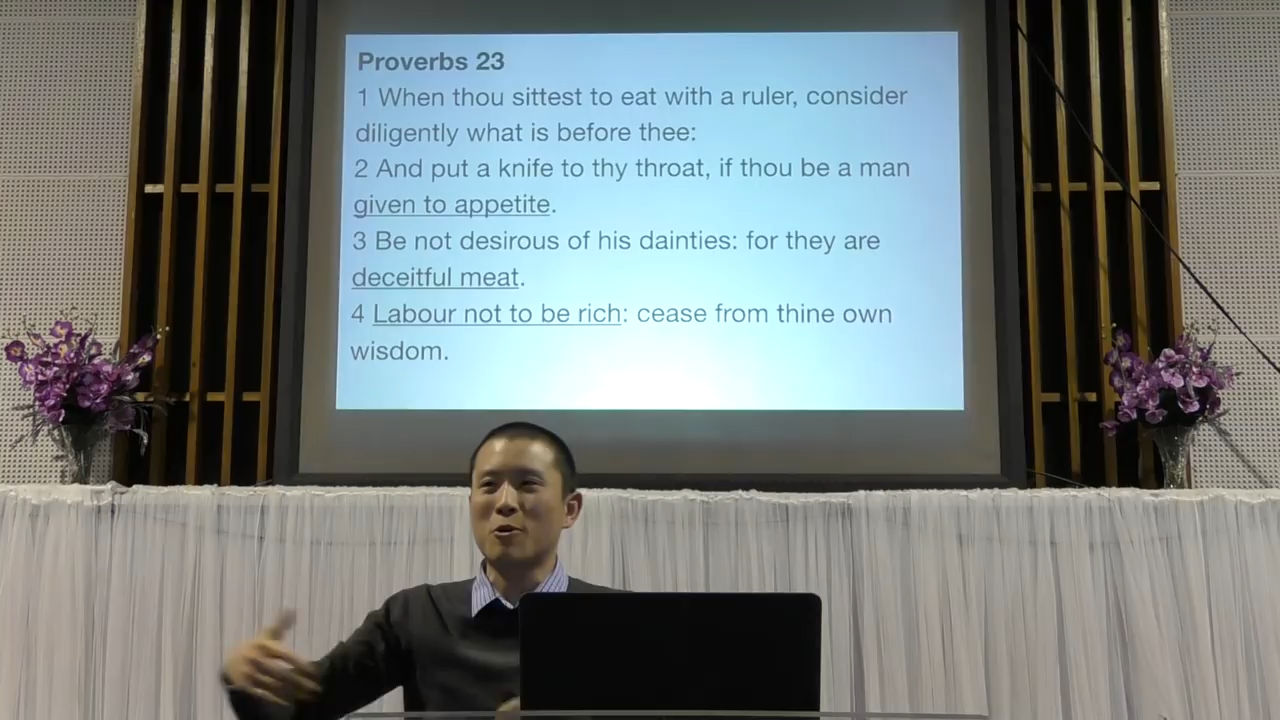 Proverbs 23
1 When thou sittest to eat with a ruler, consider
diligently what is before thee:
2 And put a knife to thy throat, if thou be a man
given to appetite.
3 Be not desirous of his dainties: for they are
deceitful meat.
4 Labour not to be rich: cease from thine own
wisdom.